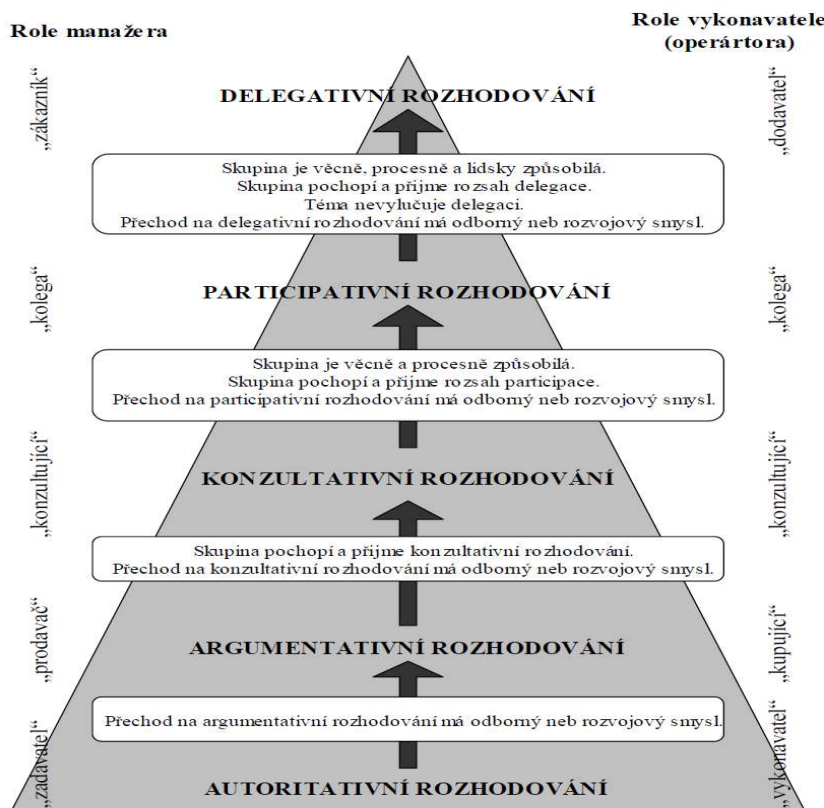 Role manažera
Role vykonavatele
(operártora)
„zákazník“
DELEGATIVNÍ ROZHODOVÁNÍ
„dodavatel“
Skupina je věcně, procesně a lidsky způsobilá.
Skupina pochopí a přijme rozsah delegace.
Téma nevylučuje delegaci.
Přechod na delegativní rozhodování má odborný neb rozvojový smysl.
„kolega“
PARTICIPATIVNÍ ROZHODOVÁNÍ
„kolega“
Skupina je věcně a procesně způsobilá.
Skupina pochopí a přijme rozsah participace.
Přechod na participativní rozhodování má odborný neb rozvojový smysl.
„konzultující“
KONZULTATIVNÍ ROZHODOVÁNÍ
„konzultující“
Skupina pochopí a přijme konzultativní rozhodování.
Přechod na konzultativní rozhodování má odborný neb rozvojový smysl.
„prodavač“
ARGUMENTATIVNÍ ROZHODOVÁNÍ
„kupující“
Přechod na argumentativní rozhodování má odborný neb rozvojový smysl.
„zadavatel“
AUTORITATIVNÍ ROZHODOVÁNÍ
„vykonavatel“